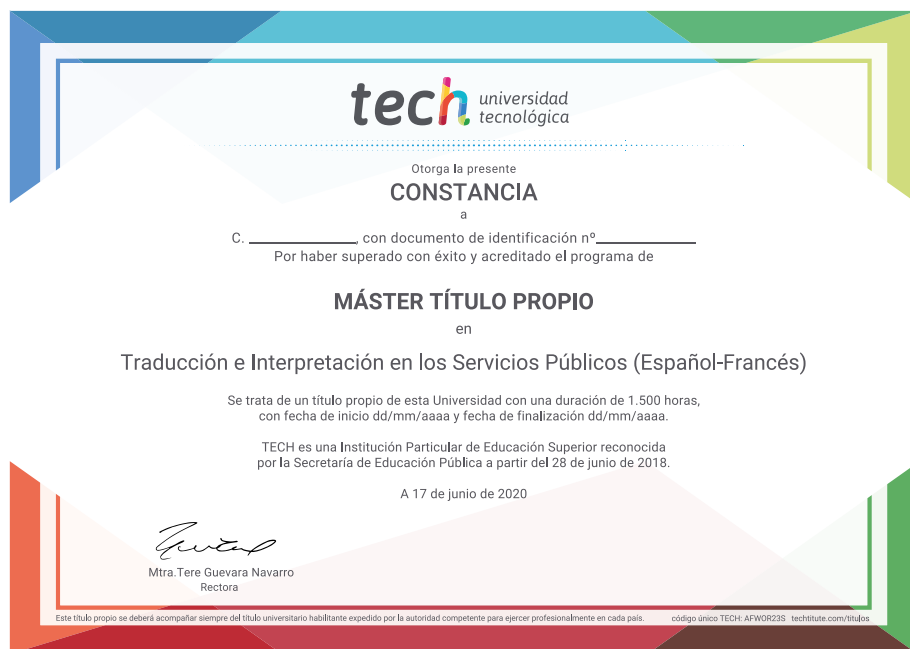 tech universidad
tecnológica
Otorga la presente
CONSTANCIA
a
C. ____________, con documento de identificación nº____________
Por haber superado con éxito y acreditado el programa de
MÁSTER TÍTULO PROPIO
en
Traducción e Interpretación en los Servicios Públicos (Español-Francés)
Se trata de un título propio de esta Universidad con una duración de 1.500 horas,
con fecha de inicio dd/mm/aaaa y fecha de finalización dd/mm/aaaa.
TECH es una Institución Particular de Educación Superior reconocida
por la Secretaría de Educación Pública a partir del 28 de junio de 2018.
A 17 de junio de 2020
Mtra.Tere Guevara Navarro
Rectora
Este título propio se deberá acompañar siempre del título universitario habilitante expedido por la autoridad competente para ejercer profesionalmente en cada país. código único TECH: AFWOR23S techtitute.com/titulos